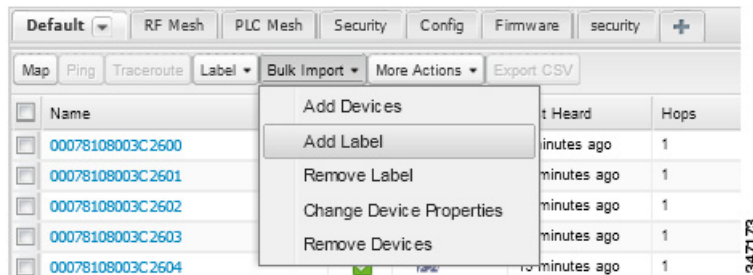 Default RF Mesh PLC Mesh Security Config Firmware security +
Map Ping Traceroute Label Bulk Import More Actions Export CSV
Name t Heard Hops
Add Devices
00078108003C2600 minutes ago 1
Add Label
00078108003C2601 minutes ago 1
Remove Label
00078108003C2602 minutes ago 1
Change Device Properties
00078108003C2603 minutes ago 1
Remove Devices
00078108003C2604 minutes ago 1
347173